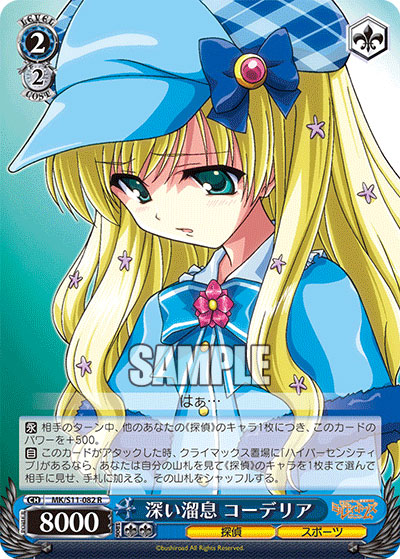 LEVEL
2
2
COST
SAMPLE
はぁ…
永 相手のターン中、他のあなたの《探偵》のキャラ1枚につき、このカードの
パワーを+500。
自 このカードがアタックした時、クライマックス置場に「ハイパーセンシティ
ブ」があるなら、あなたは自分の山札を見て《探偵》のキャラを1枚まで選んで
相手に見せ、手札に加える。その山札をシャッフルする。
CH MK/S11-082 R
8000
深い溜息 コーデリア
探偵 スポーツ
©bushiroad All Rights Reserved.